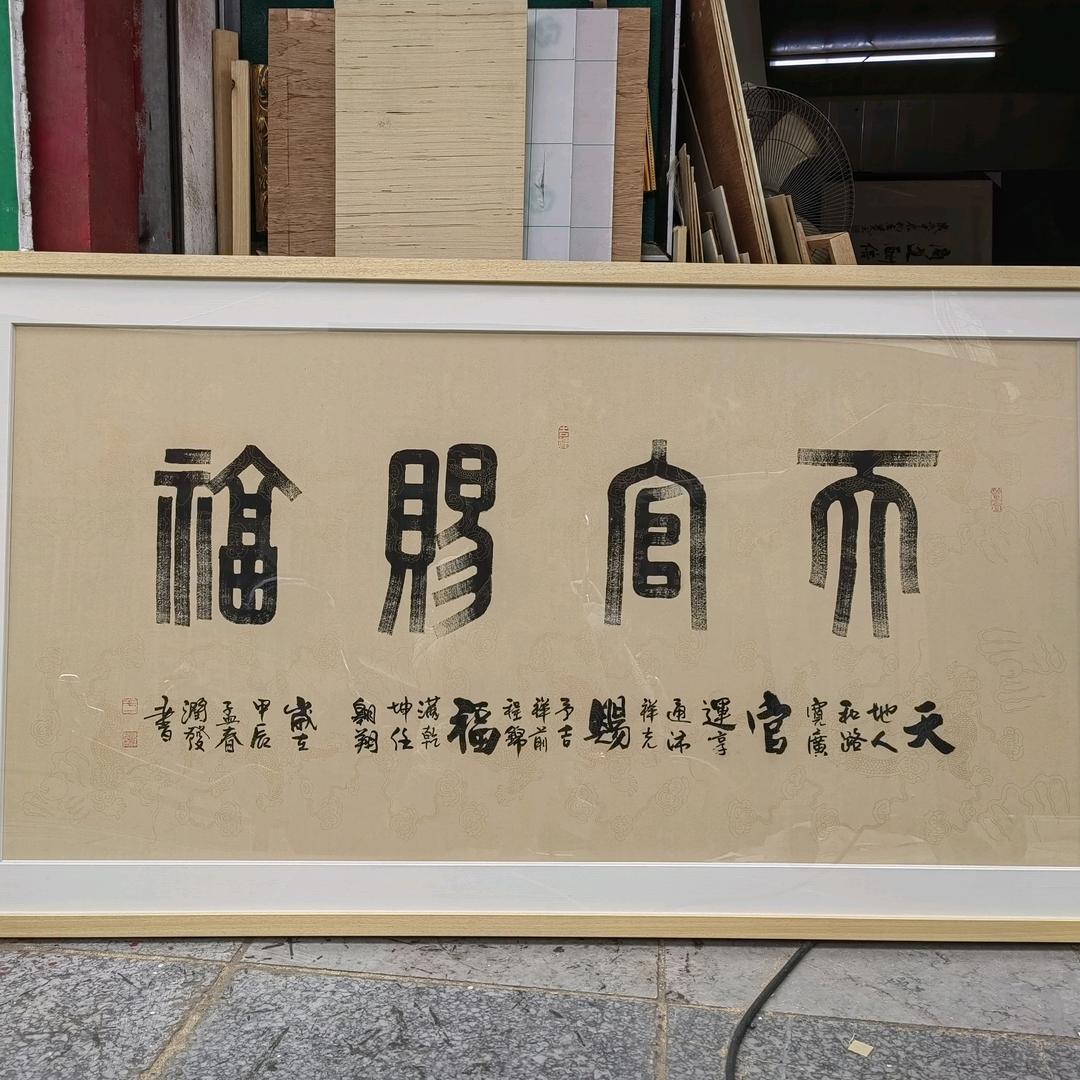 天官賜福
天
地人
和路
寬廣
官
運亨
通沛
祥光
賜
予吉
祥前
程錦
福
滿乾
坤任
翱翔
歲在
甲辰
孟春
潤發
書